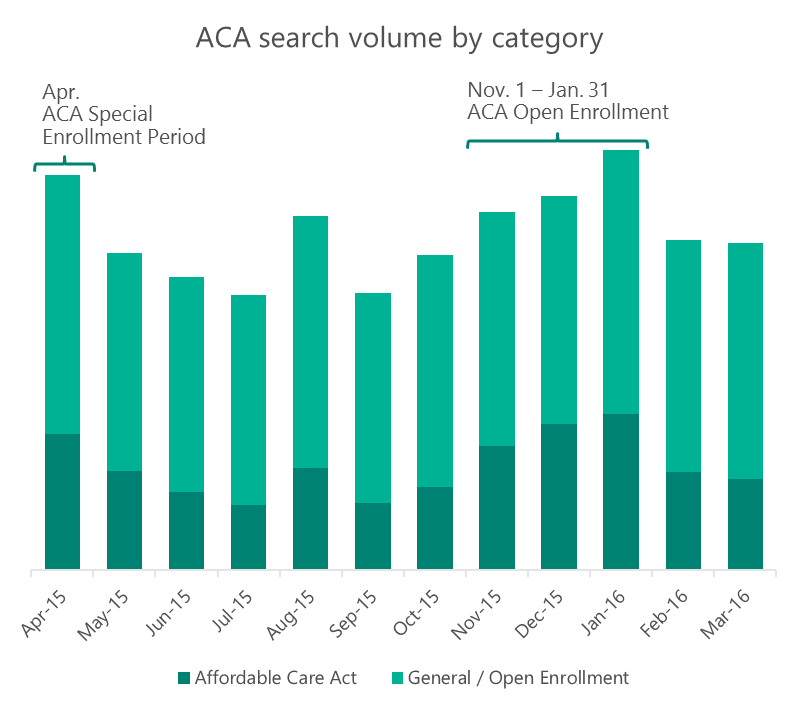 ACA search volume by category
Apr.
ACA Special
Enrollment Period
Nov. 1 – Jan. 31
ACA Open Enrollment
Apr-15
May-15
Jun-15
Jul-15
Aug-15
Sep-15
Oct-15
Nov-15
Dec-15
Jan-16
Feb-16
Mar-16
Affordable Care Act
General / Open Enrollment